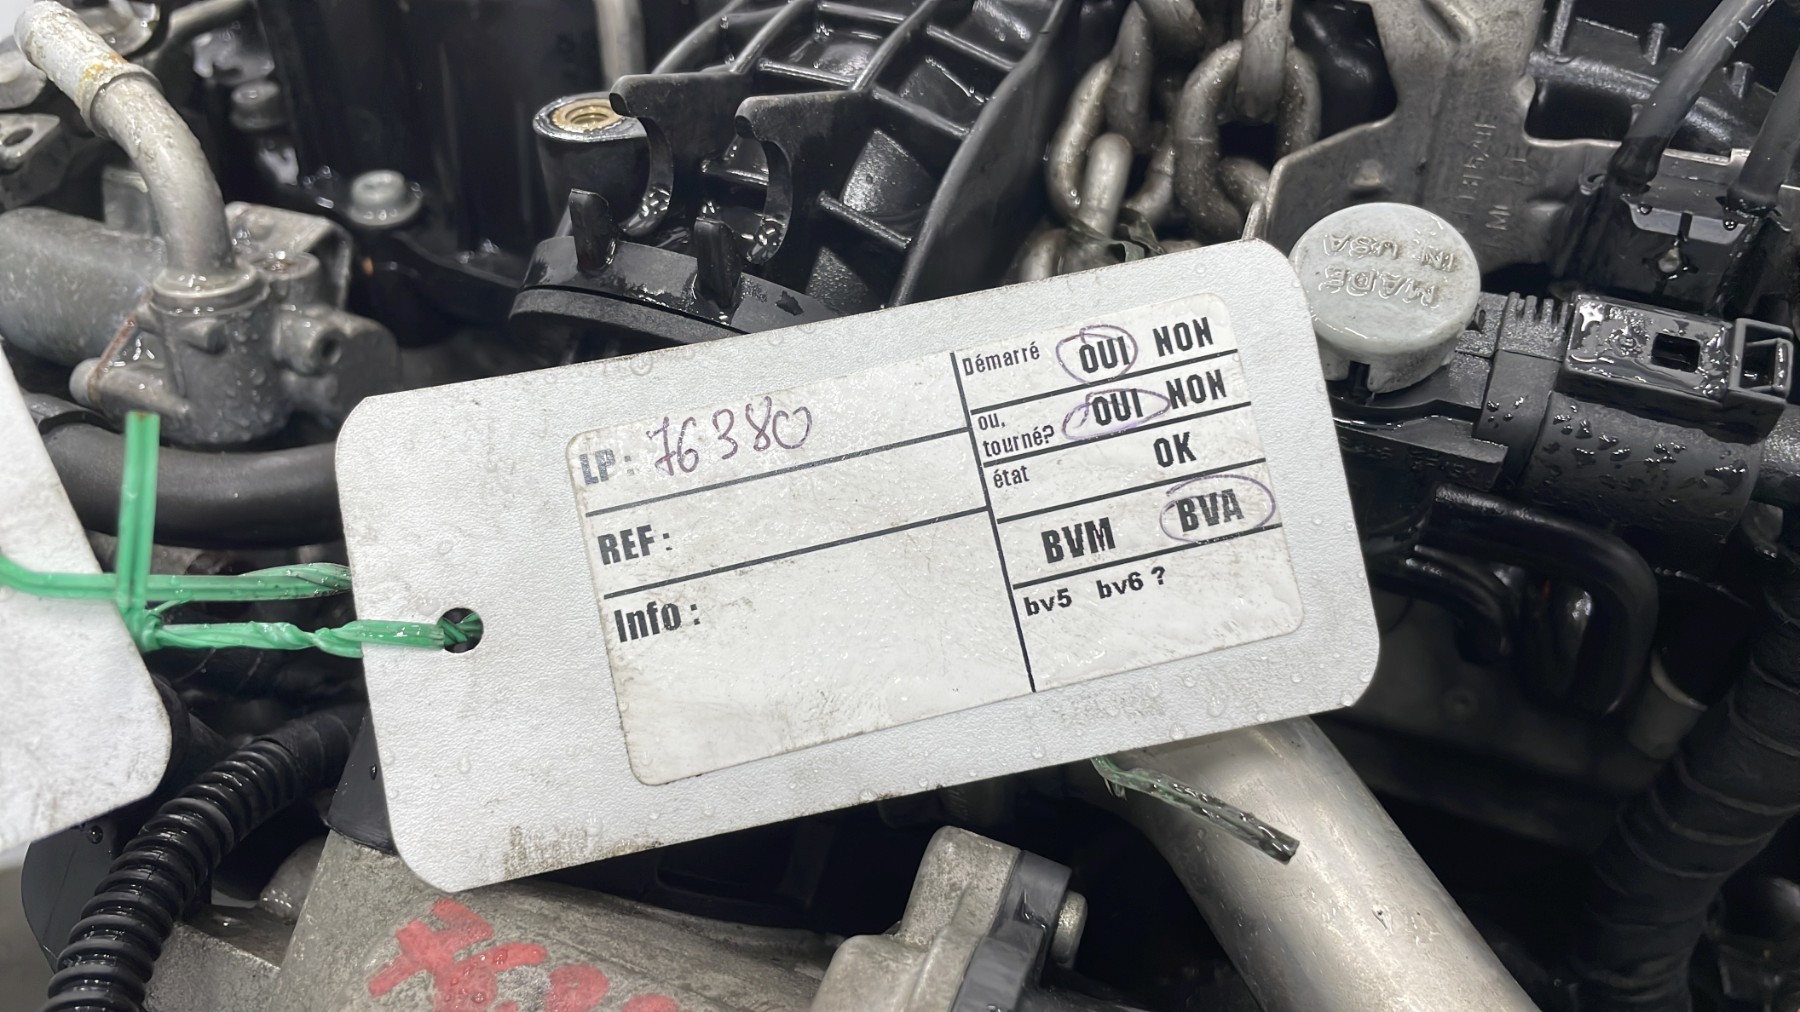 LP: 76380
REF:
Info :
Démarré OUI NON
ou,
tourné? OUI NON
état OK
BVM BVA
bv5 bv6 ?
MADE
IN USA